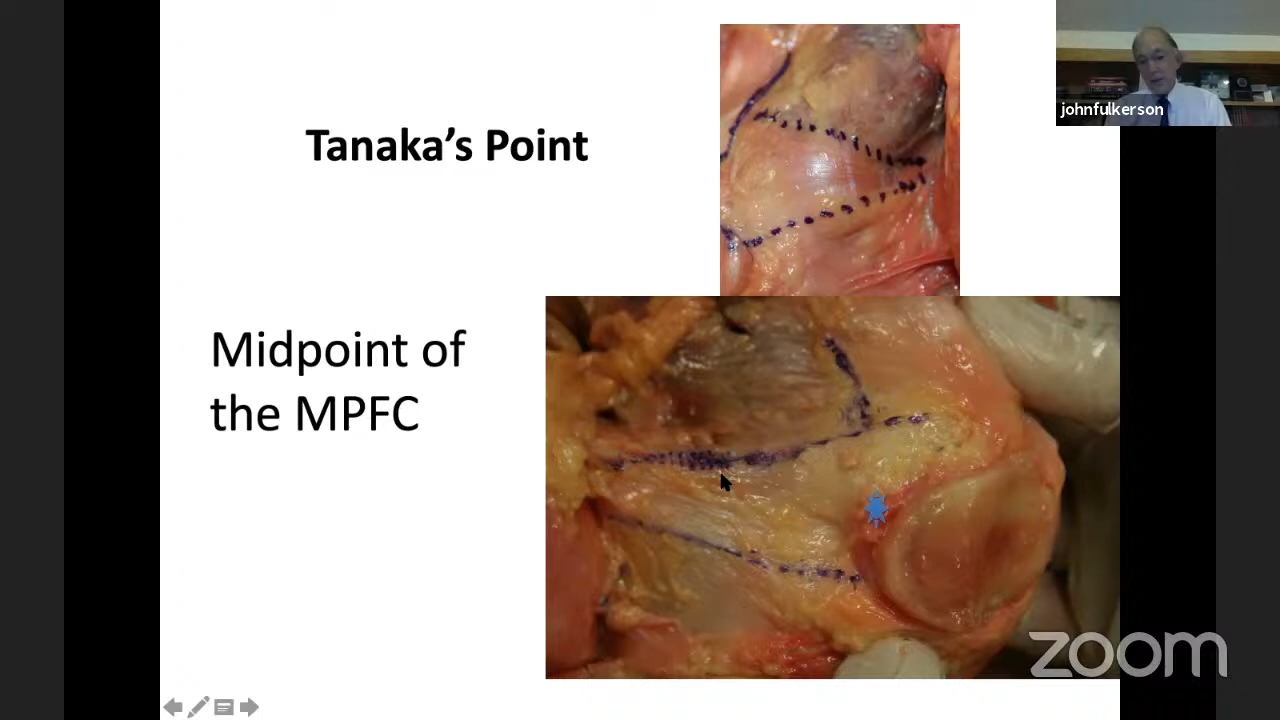 Tanaka's Point
johnfulkerson
Midpoint of
the MPFC
zoom